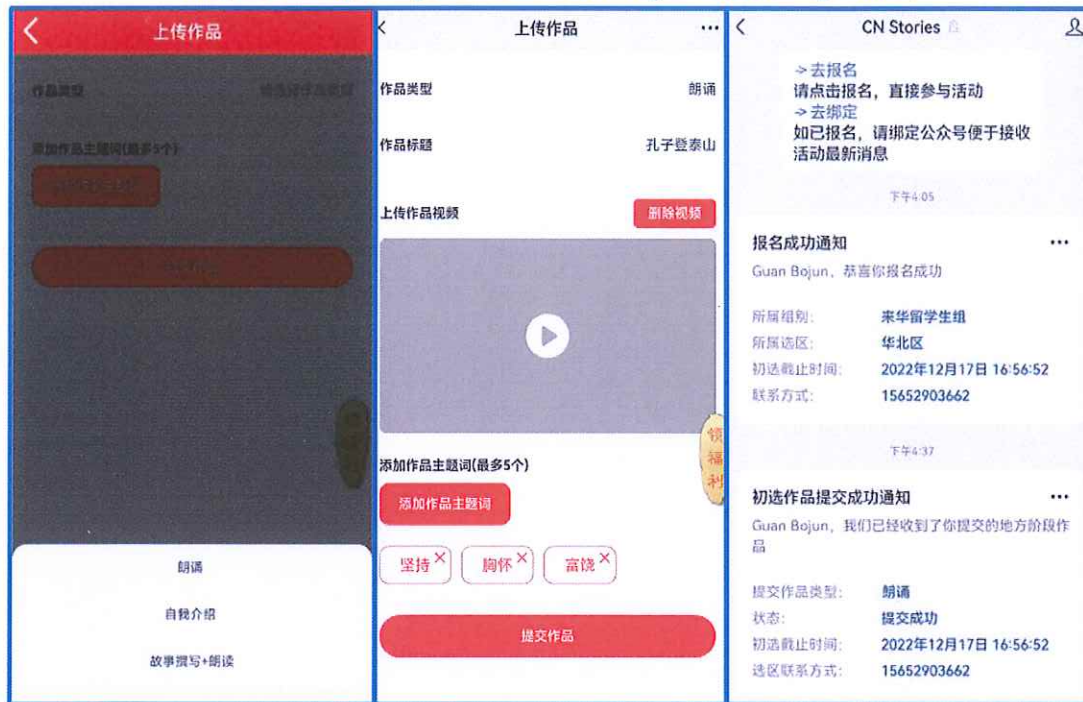 上传作品
作品类型
添加作品主题词(最多5个)
朗诵
自我介绍
故事撰写+朗读
上传作品
作品类型 朗诵
作品标题 孔子登泰山
上传作品视频 删除视频
领福利
添加作品主题词(最多5个)
添加作品主题词
坚持 胸怀 富饶
提交作品
CN Stories
->去报名
请点击报名，直接参与活动
->去绑定
如已报名，请绑定公众号便于接收
活动最新消息
下午4:05
报名成功通知
Guan Bojun，恭喜你报名成功
所属组别： 来华留学生组
所属选区： 华北区
初选截止时间： 2022年12月17日 16:56:52
联系方式： 15652903662
下午4:37
初选作品提交成功通知
Guan Bojun，我们已经收到了你提交的地方阶段作
品
提交作品类型： 朗诵
状态： 提交成功
初选截止时间： 2022年12月17日 16:56:52
选区联系方式： 15652903662